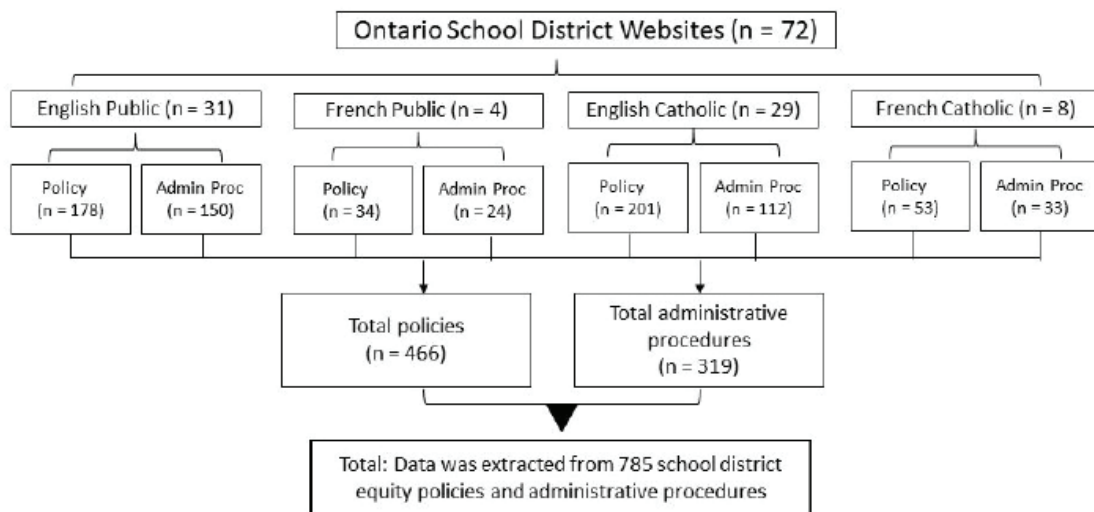 Ontario School District Websites (n = 72)
English Public (n = 31)
French Public (n = 4)
English Catholic (n = 29)
French Catholic (n = 8)
Policy
(n = 178)
Admin Proc
(n = 150)
Policy
(n = 34)
Admin Proc
(n = 24)
Policy
(n = 201)
Admin Proc
(n = 112)
Policy
(n = 53)
Admin Proc
(n = 33)
Total policies
(n = 466)
Total administrative
procedures
(n = 319)
Total: Data was extracted from 785 school district
equity policies and administrative procedures